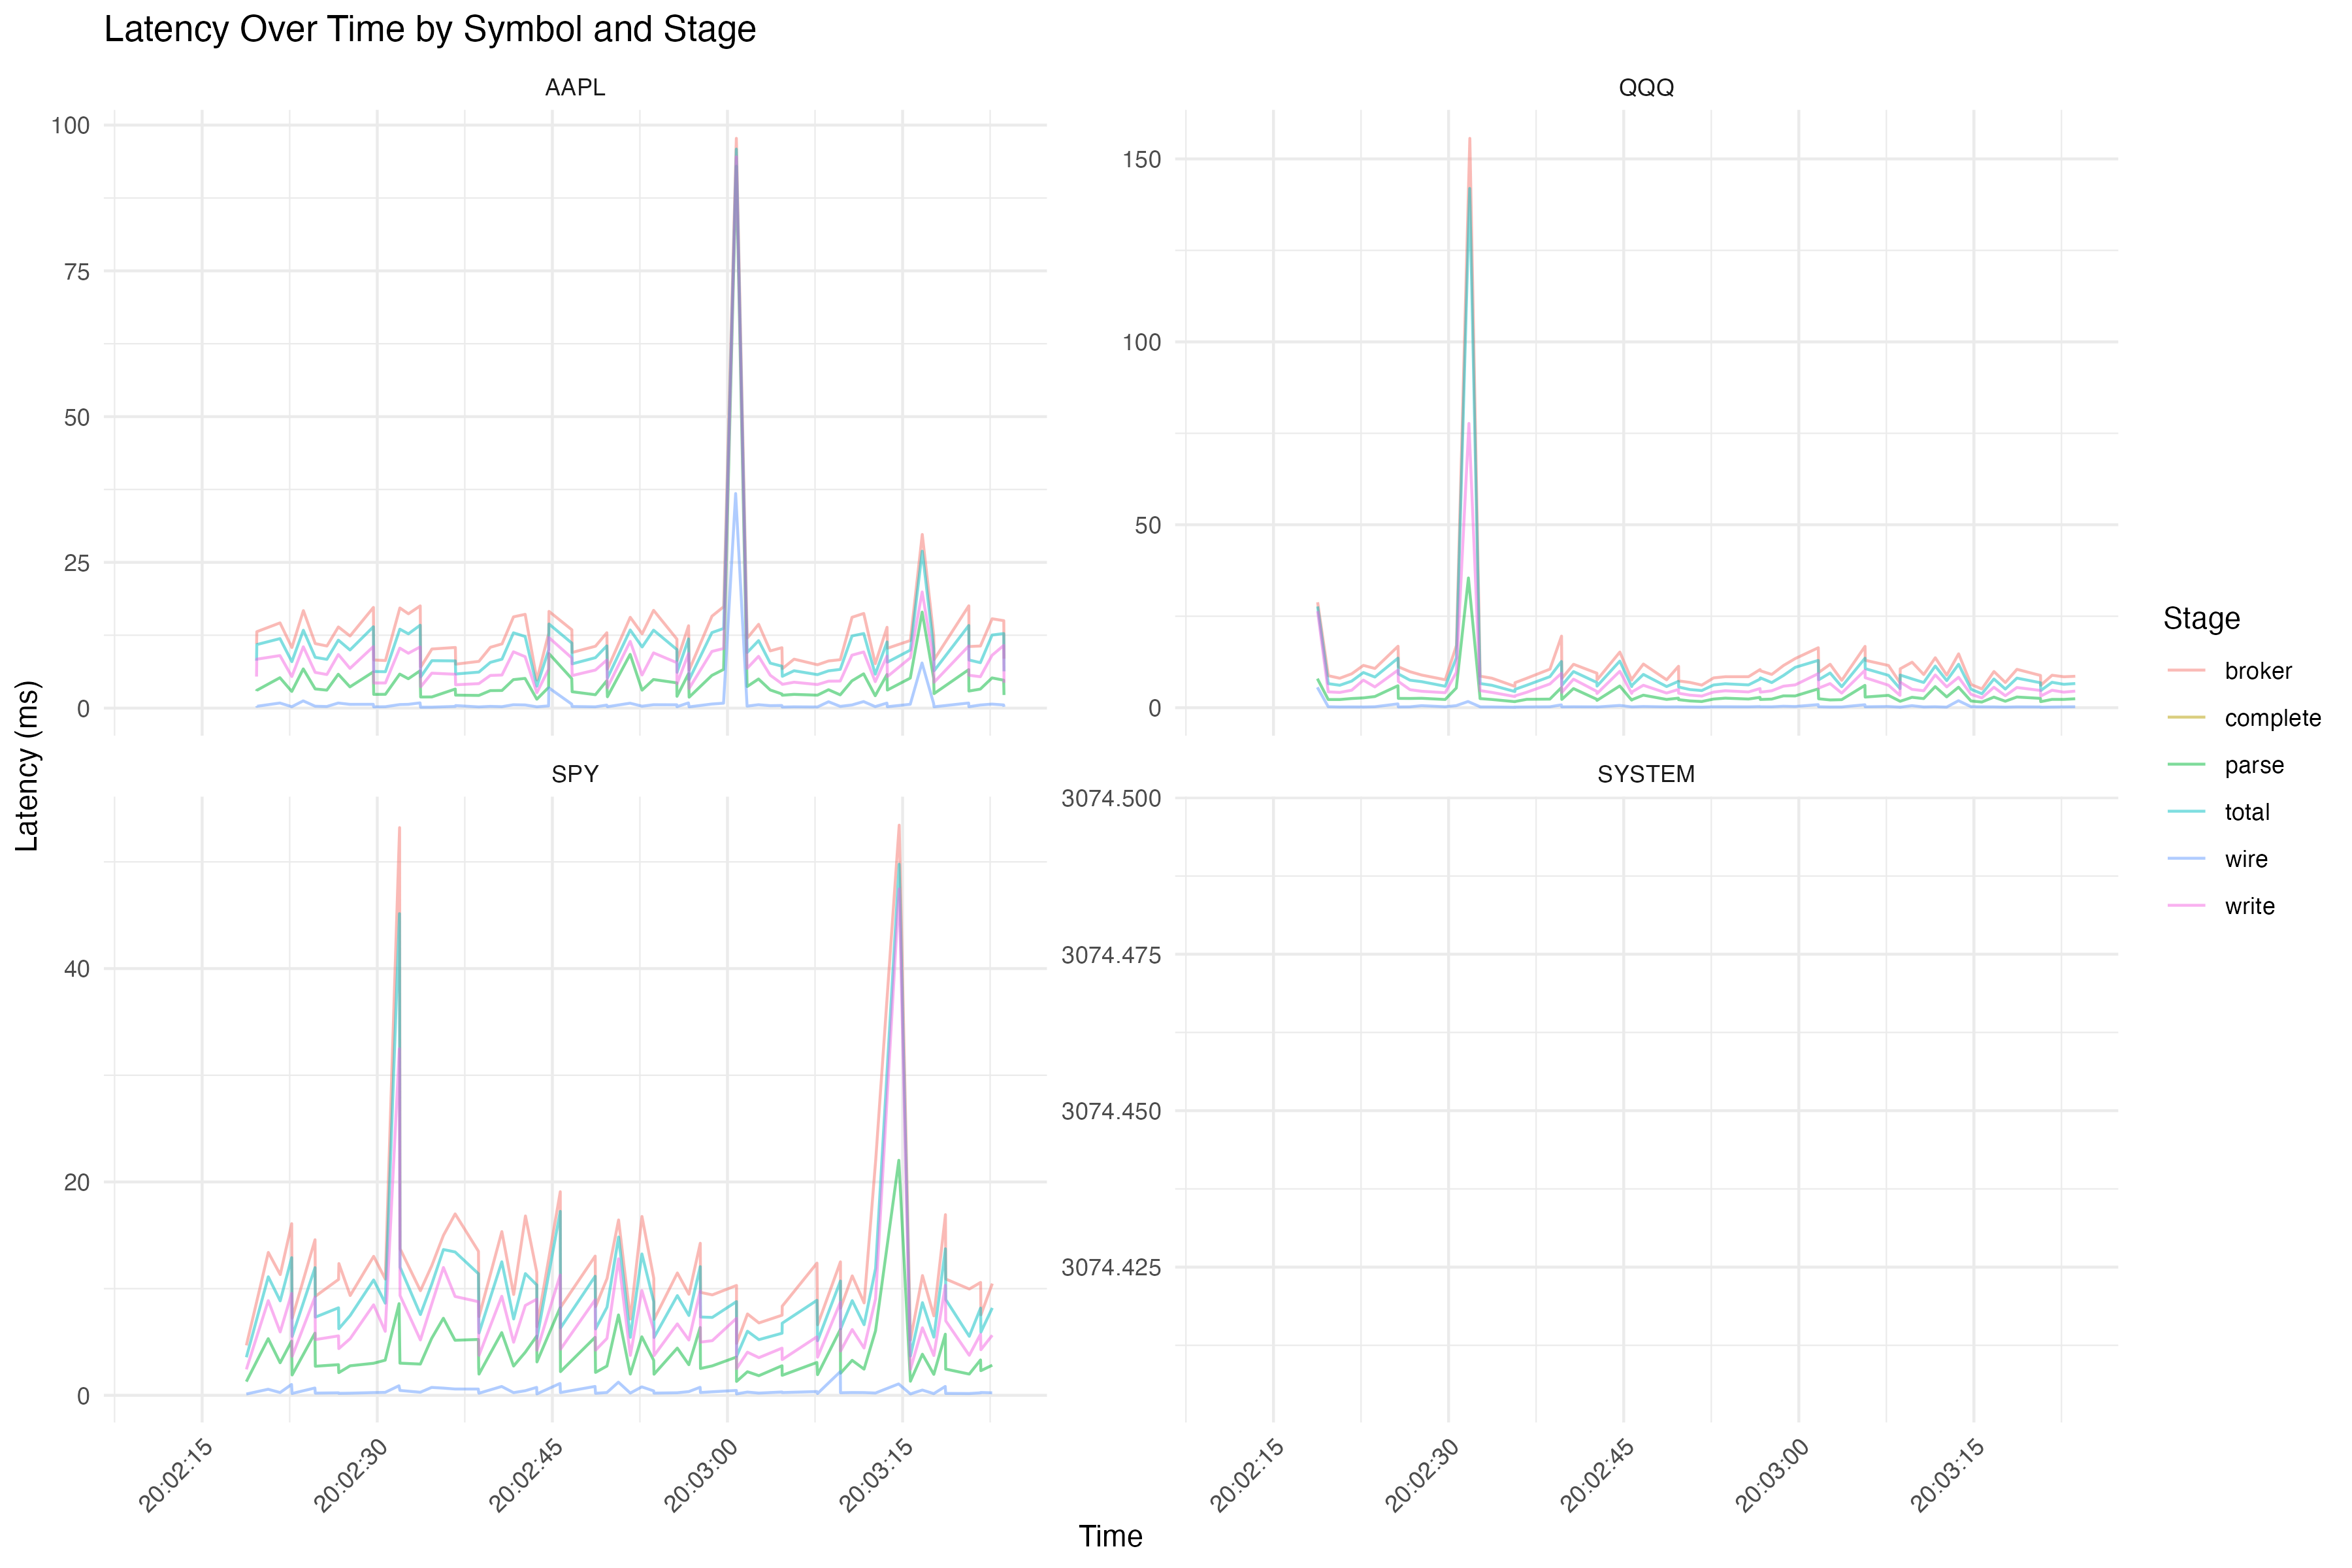 Latency Over Time by Symbol and Stage
AAPL
QQQ
100
75
50
25
0
150
100
50
0
SPY
SYSTEM
40
20
0
3074.500
3074.475
3074.450
3074.425
Latency (ms)
20:02:15
20:02:30
20:02:45
20:03:00
20:03:15
20:02:15
20:02:30
20:02:45
20:03:00
20:03:15
Time
Stage
broker
complete
parse
total
wire
write